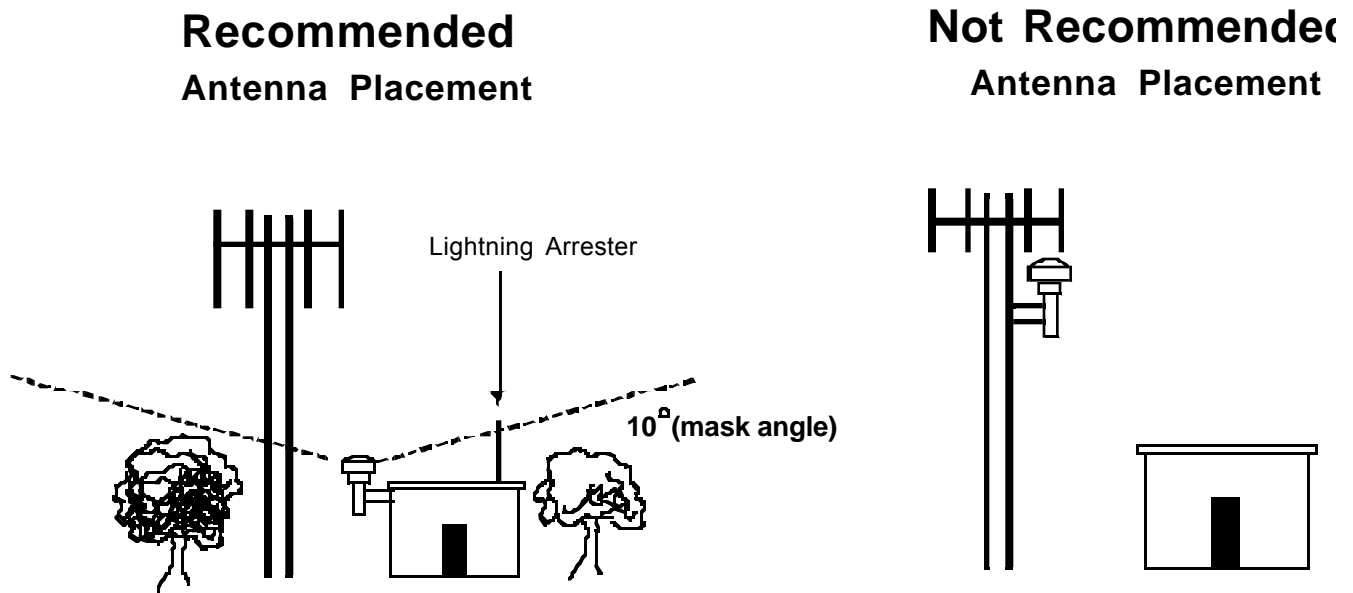 Recommended
Antenna Placement
Not Recommended
Antenna Placement
Lightning Arrester
10°(mask angle)